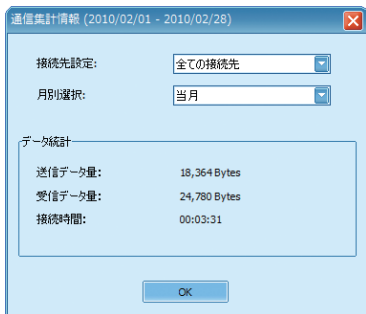 通信集計情報 (2010/02/01 - 2010/02/28)
接続先設定: 全ての接続先
月別選択: 当月
データ統計
送信データ量: 18,364 Bytes
受信データ量: 24,780 Bytes
接続時間: 00:03:31
OK